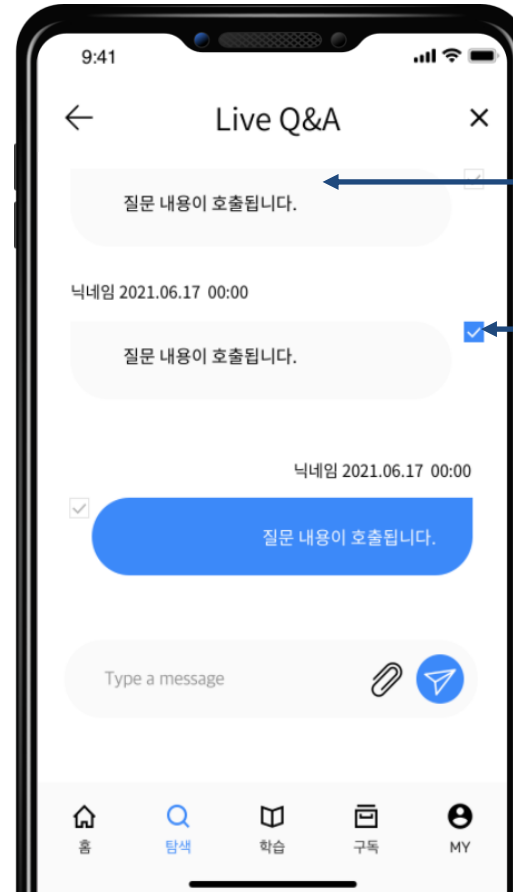 9:41
Live Q&A
질문 내용이 호출됩니다.
닉네임 2021.06.17 00:00
질문 내용이 호출됩니다.
닉네임 2021.06.17 00:00
질문 내용이 호출됩니다.
Type a message
홈 탐색 학습 구독 MY